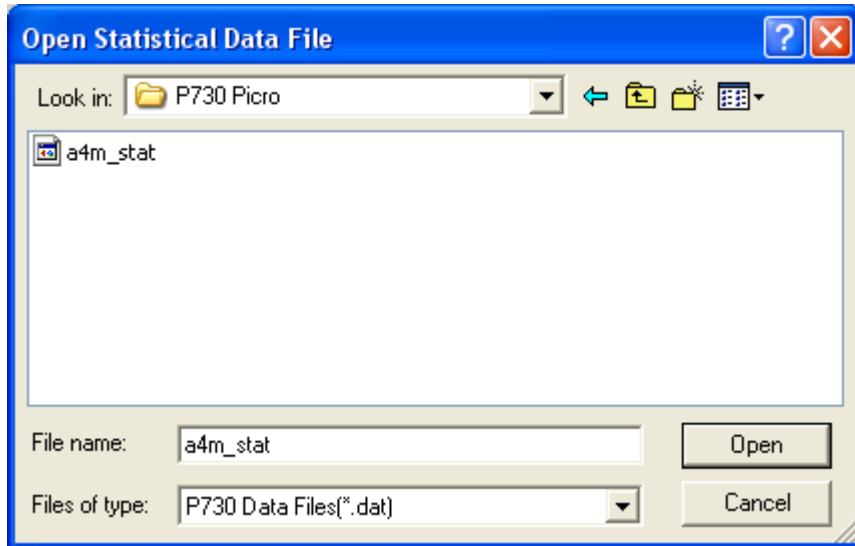 Open Statistical Data File
Look in: P730 Picro
a4m_stat
File name: a4m_stat Open
Files of type: P730 Data Files(*.dat) Cancel